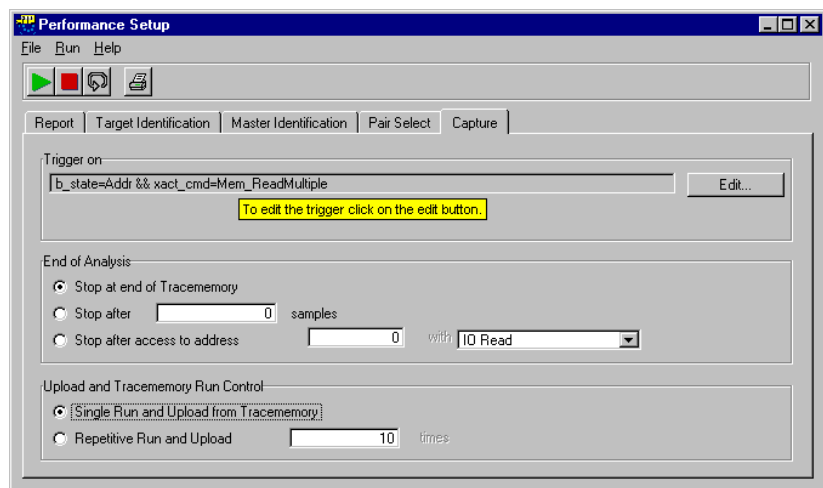 Performance Setup
File Run Help
Report Target Identification Master Identification Pair Select Capture
Trigger on
b_state=Addr && xact_cmd=Mem_ReadMultiple Edit...
To edit the trigger click on the edit button.
End of Analysis
Stop at end of Tracememory
Stop after 0 samples
Stop after access to address 0 with IO Read
Upload and Tracememory Run Control
Single Run and Upload from Tracememory
Repetitive Run and Upload 10 times